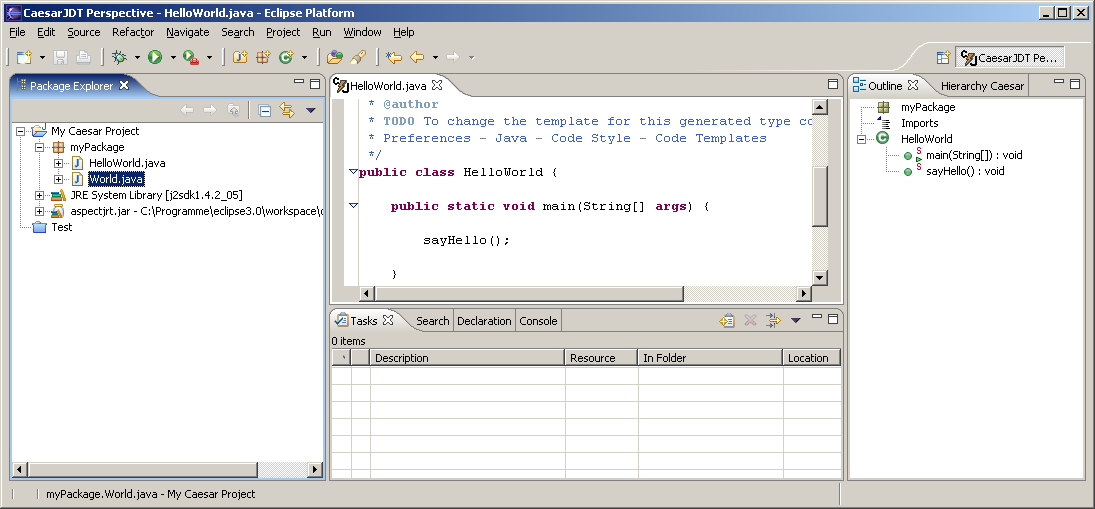 CaesarJDT Perspective - HelloWorld.java - Eclipse Platform
File Edit Source Refactor Navigate Search Project Run Window Help
CaesarJDT Pe...
Package Explorer
My Caesar Project
myPackage
HelloWorld.java
World.java
JRE System Library [j2sdk1.4.2_05]
aspectjrt.jar - C:\Programme\eclipse3.0\workspace\
Test
HelloWorld.java
* @author
* TODO To change the template for this generated type co
* Preferences - Java - Code Style - Code Templates
*/
public class HelloWorld {
public static void main(String[] args) {
sayHello();
}
Outline Hierarchy Caesar
myPackage
Imports
HelloWorld
main(String[]) : void
sayHello() : void
Tasks Search Declaration Console
0 items
Description Resource In Folder Location
myPackage.World.java - My Caesar Project